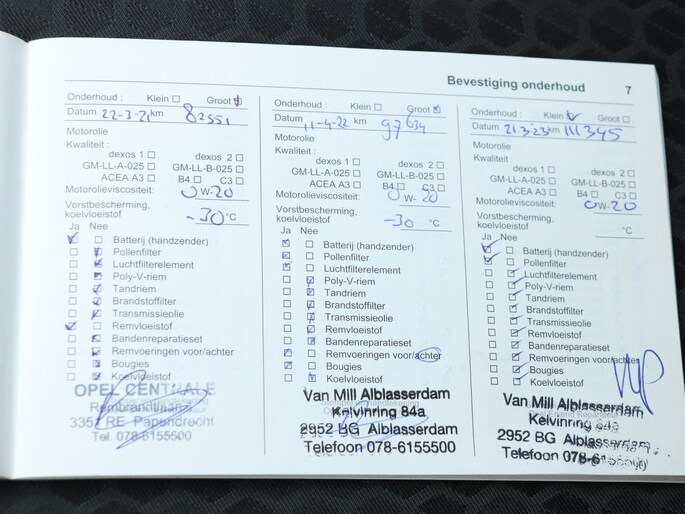 Bevestiging onderhoud 7
Onderhoud : Klein ☐ Groot ☒
Datum 22-3-21 km 82551
Motorolie
Kwaliteit :
dexos 1 ☐ dexos 2 ☐
GM-LL-A-025 ☐ GM-LL-B-025 ☐
ACEA A3 ☐ B4 ☐ C3 ☐
Motorolieviscositeit: 0 W-20
Vorstbescherming,
koelvloeistof -30 °C
Ja Nee
Batterij (handzender)
Pollenfilter
Luchtfilterelement
Poly-V-riem
Tandriem
Brandstoffilter
Transmissieolie
Remvloeistof
Bandenreparatieset
Remvoeringen voor/achter
Bougies
Koelvloeistof
OPEL CENTRALE
Rembrandtlaan
3351 RE Papendrecht
Tel. 078-6155500
Onderhoud : Klein ☐ Groot ☒
Datum 11-4-22 km 97634
Motorolie
Kwaliteit :
dexos 1 ☐ dexos 2 ☐
GM-LL-A-025 ☐ GM-LL-B-025 ☐
ACEA A3 ☐ B4 ☐ C3 ☐
Motorolieviscositeit: 0 W- 20
Vorstbescherming,
koelvloeistof -30 °C
Ja Nee
Batterij (handzender)
Pollenfilter
Luchtfilterelement
Poly-V-riem
Tandriem
Brandstoffilter
Transmissieolie
Remvloeistof
Bandenreparatieset
Remvoeringen voor/achter
Bougies
Koelvloeistof
Van Mill Alblasserdam
Kelvinring 84a
2952 BG Alblasserdam
Telefoon 078-6155500
Onderhoud : Klein ☑ Groot ☐
Datum 21.3.23 km 111345
Motorolie
Kwaliteit :
dexos 1 ☐ dexos 2 ☐
GM-LL-A-025 ☐ GM-LL-B-025 ☐
ACEA A3 ☐ B4 ☐ C3 ☐
Motorolieviscositeit: 0 W-20
Vorstbescherming,
koelvloeistof °C
Ja Nee
Batterij (handzender)
Pollenfilter
Luchtfilterelement
Poly-V-riem
Tandriem
Brandstoffilter
Transmissieolie
Remvloeistof
Bandenreparatieset
Remvoeringen voor/achter
Bougies
Koelvloeistof
Van Mill Alblasserdam
Kelvinring 84a
2952 BG Alblasserdam
Telefoon 078-6155500